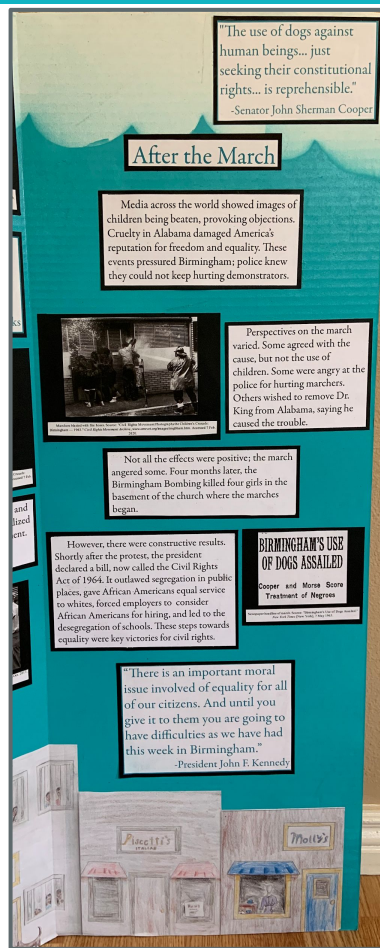 "The use of dogs against
human beings... just
seeking their constitutional
rights... is reprehensible."
-Senator John Sherman Cooper
After the March
Media across the world showed images of
children being beaten, provoking objections.
Cruelty in Alabama damaged America's
reputation for freedom and equality. These
events pressured Birmingham; police knew
they could not keep hurting demonstrators.
Perspectives on the march
varied. Some agreed with the
cause, but not the use of
children. Some were angry at the
police for hurting marchers.
Others wished to remove Dr.
King from Alabama, saying he
caused the trouble.
Not all the effects were positive; the march
angered some. Four months later, the
Birmingham Bombing killed four girls in the
basement of the church where the marches
began.
and
However, there were constructive results.
Shortly after the protest, the president
declared a bill, now called the Civil Rights
Act of 1964. It outlawed segregation in public
places, gave African Americans equal service
to whites, forced employers to consider
African Americans for hiring, and led to the
desegregation of schools. These steps towards
equality were key victories for civil rights.
BIRMINGHAM'S USE
OF DOGS ASSAILED
Cooper and Morse Score
Treatment of Negroes
"There is an important moral
issue involved of equality for all
of our citizens. And until you
give it to them you are going to
have difficulties as we have had
this week in Birmingham."
-President John F. Kennedy
Molly's